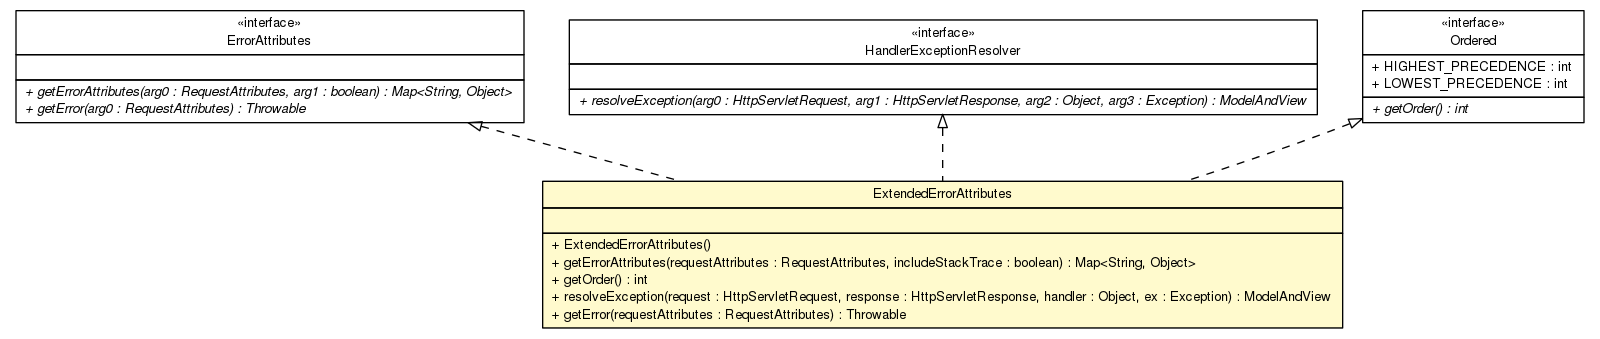 «interface»
ErrorAttributes
+ getErrorAttributes(arg0 : RequestAttributes, arg1 : boolean) : Map<String, Object>
+ getError(arg0 : RequestAttributes) : Throwable
«interface»
HandlerExceptionResolver
+ resolveException(arg0 : HttpServletRequest, arg1 : HttpServletResponse, arg2 : Object, arg3 : Exception) : ModelAndView
«interface»
Ordered
+ HIGHEST_PRECEDENCE : int
+ LOWEST_PRECEDENCE : int
+ getOrder() : int
ExtendedErrorAttributes
+ ExtendedErrorAttributes()
+ getErrorAttributes(requestAttributes : RequestAttributes, includeStackTrace : boolean) : Map<String, Object>
+ getOrder() : int
+ resolveException(request : HttpServletRequest, response : HttpServletResponse, handler : Object, ex : Exception) : ModelAndView
+ getError(requestAttributes : RequestAttributes) : Throwable